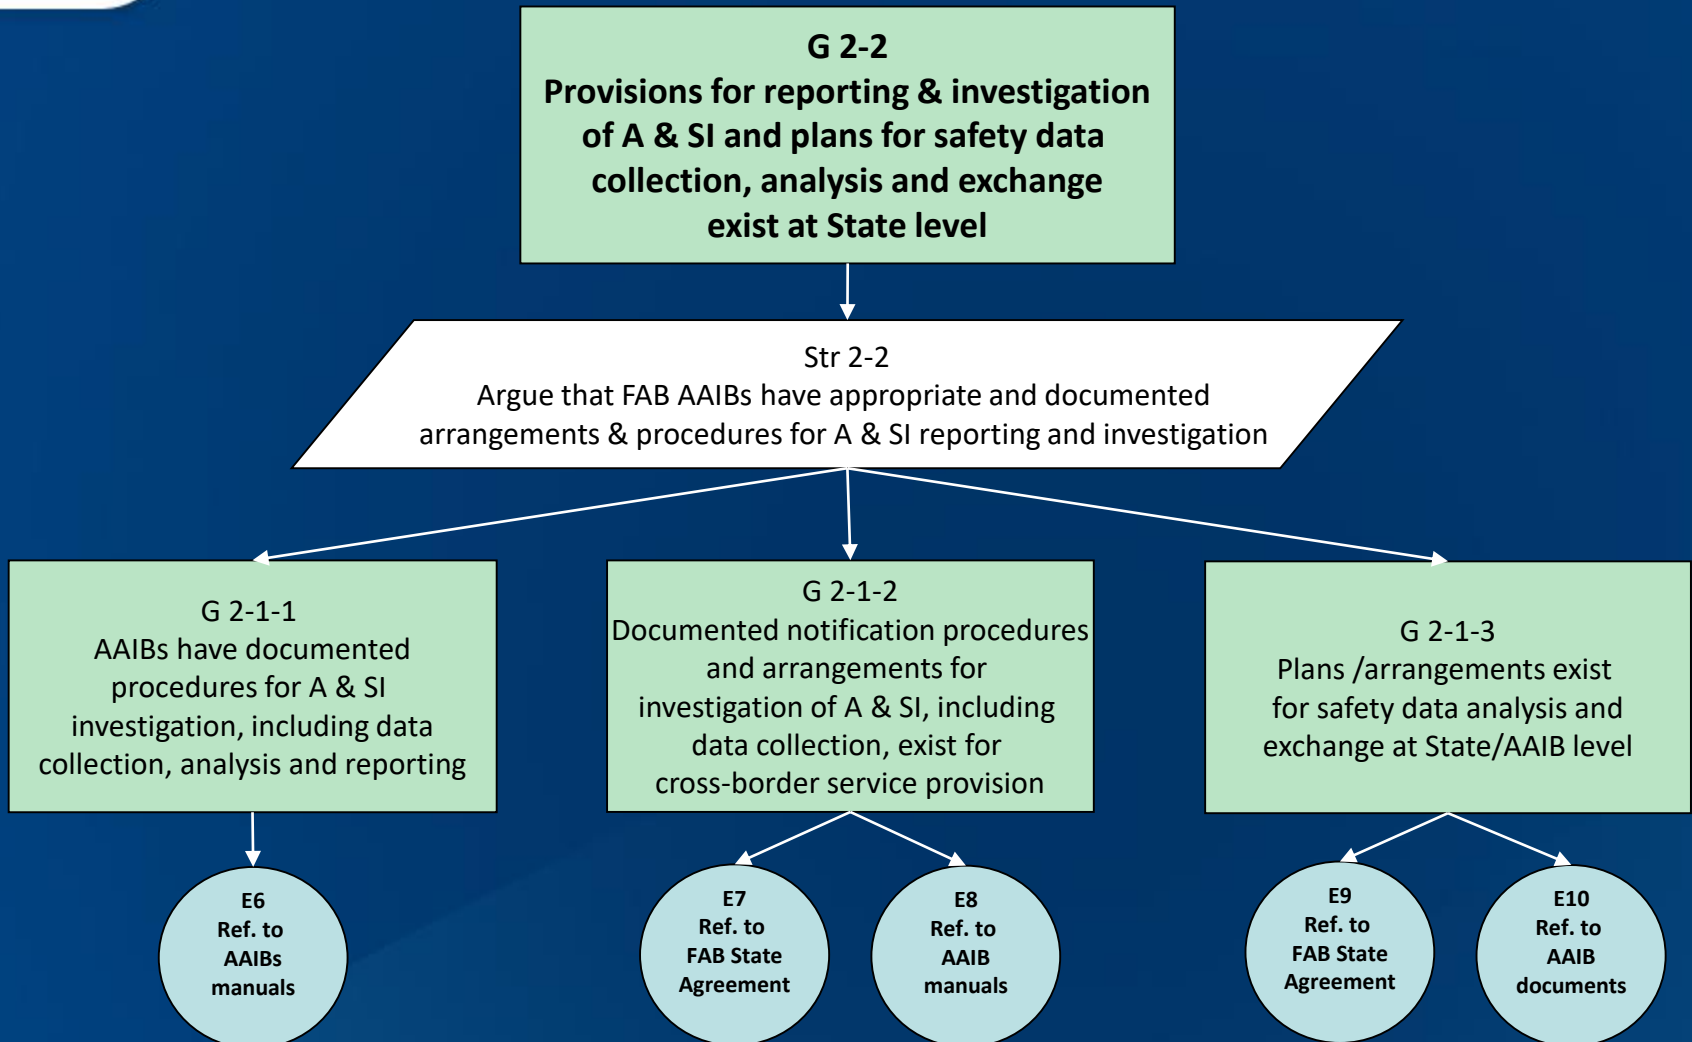 G 2-2
Provisions for reporting & investigation
of A & SI and plans for safety data
collection, analysis and exchange
exist at State level
Str 2-2
Argue that FAB AAIBs have appropriate and documented
arrangements & procedures for A & SI reporting and investigation
G 2-1-1
AAIBs have documented
procedures for A & SI
investigation, including data
collection, analysis and reporting
G 2-1-2
Documented notification procedures
and arrangements for
investigation of A & SI, including
data collection, exist for
cross-border service provision
G 2-1-3
Plans /arrangements exist
for safety data analysis and
exchange at State/AAIB level
E6
Ref. to
AAIBs
manuals
E7
Ref. to
FAB State
Agreement
E8
Ref. to
AAIB
manuals
E9
Ref. to
FAB State
Agreement
E10
Ref. to
AAIB
documents